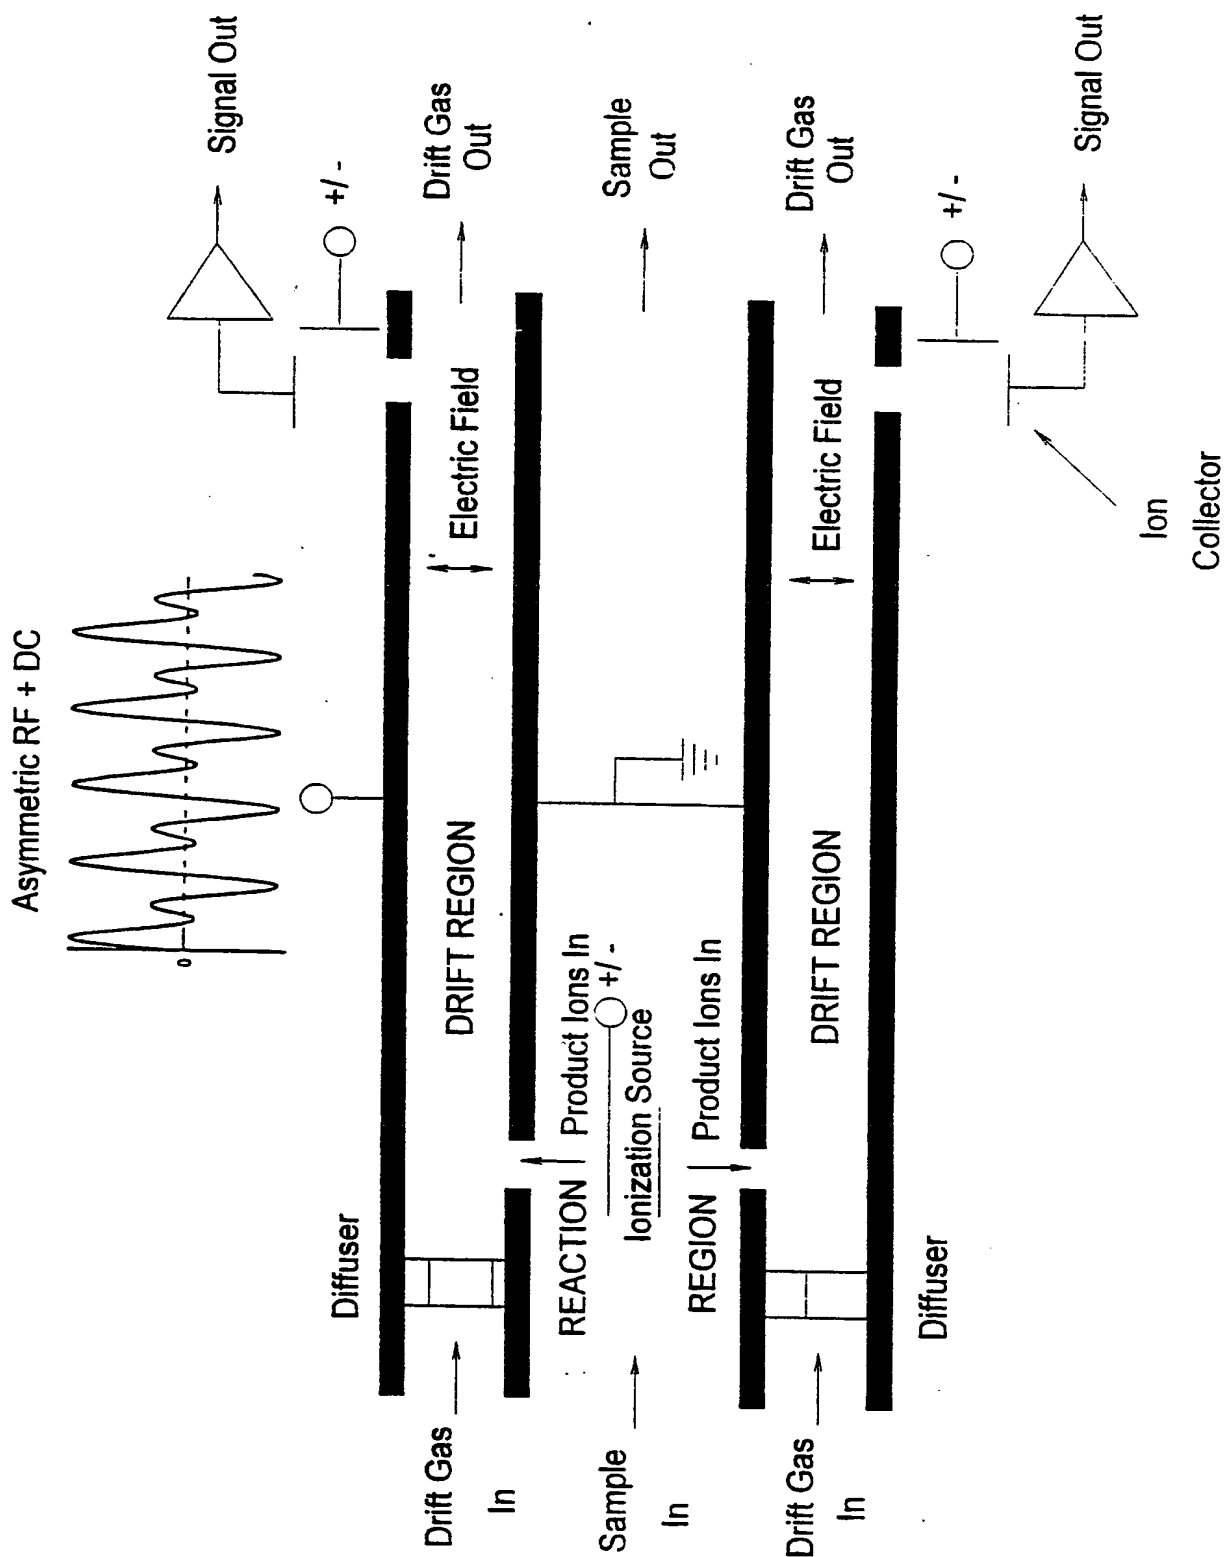 Asymmetric RF + DC
0
Signal Out
+/-
Diffuser
Drift Gas
In
DRIFT REGION
Electric Field
Drift Gas
Out
REACTION
Product Ions In
+/-
Sample
In
Ionization Source
Sample
Out
REGION
Product Ions In
Drift Gas
In
DRIFT REGION
Electric Field
Drift Gas
Out
Diffuser
+/-
Signal Out
Ion
Collector